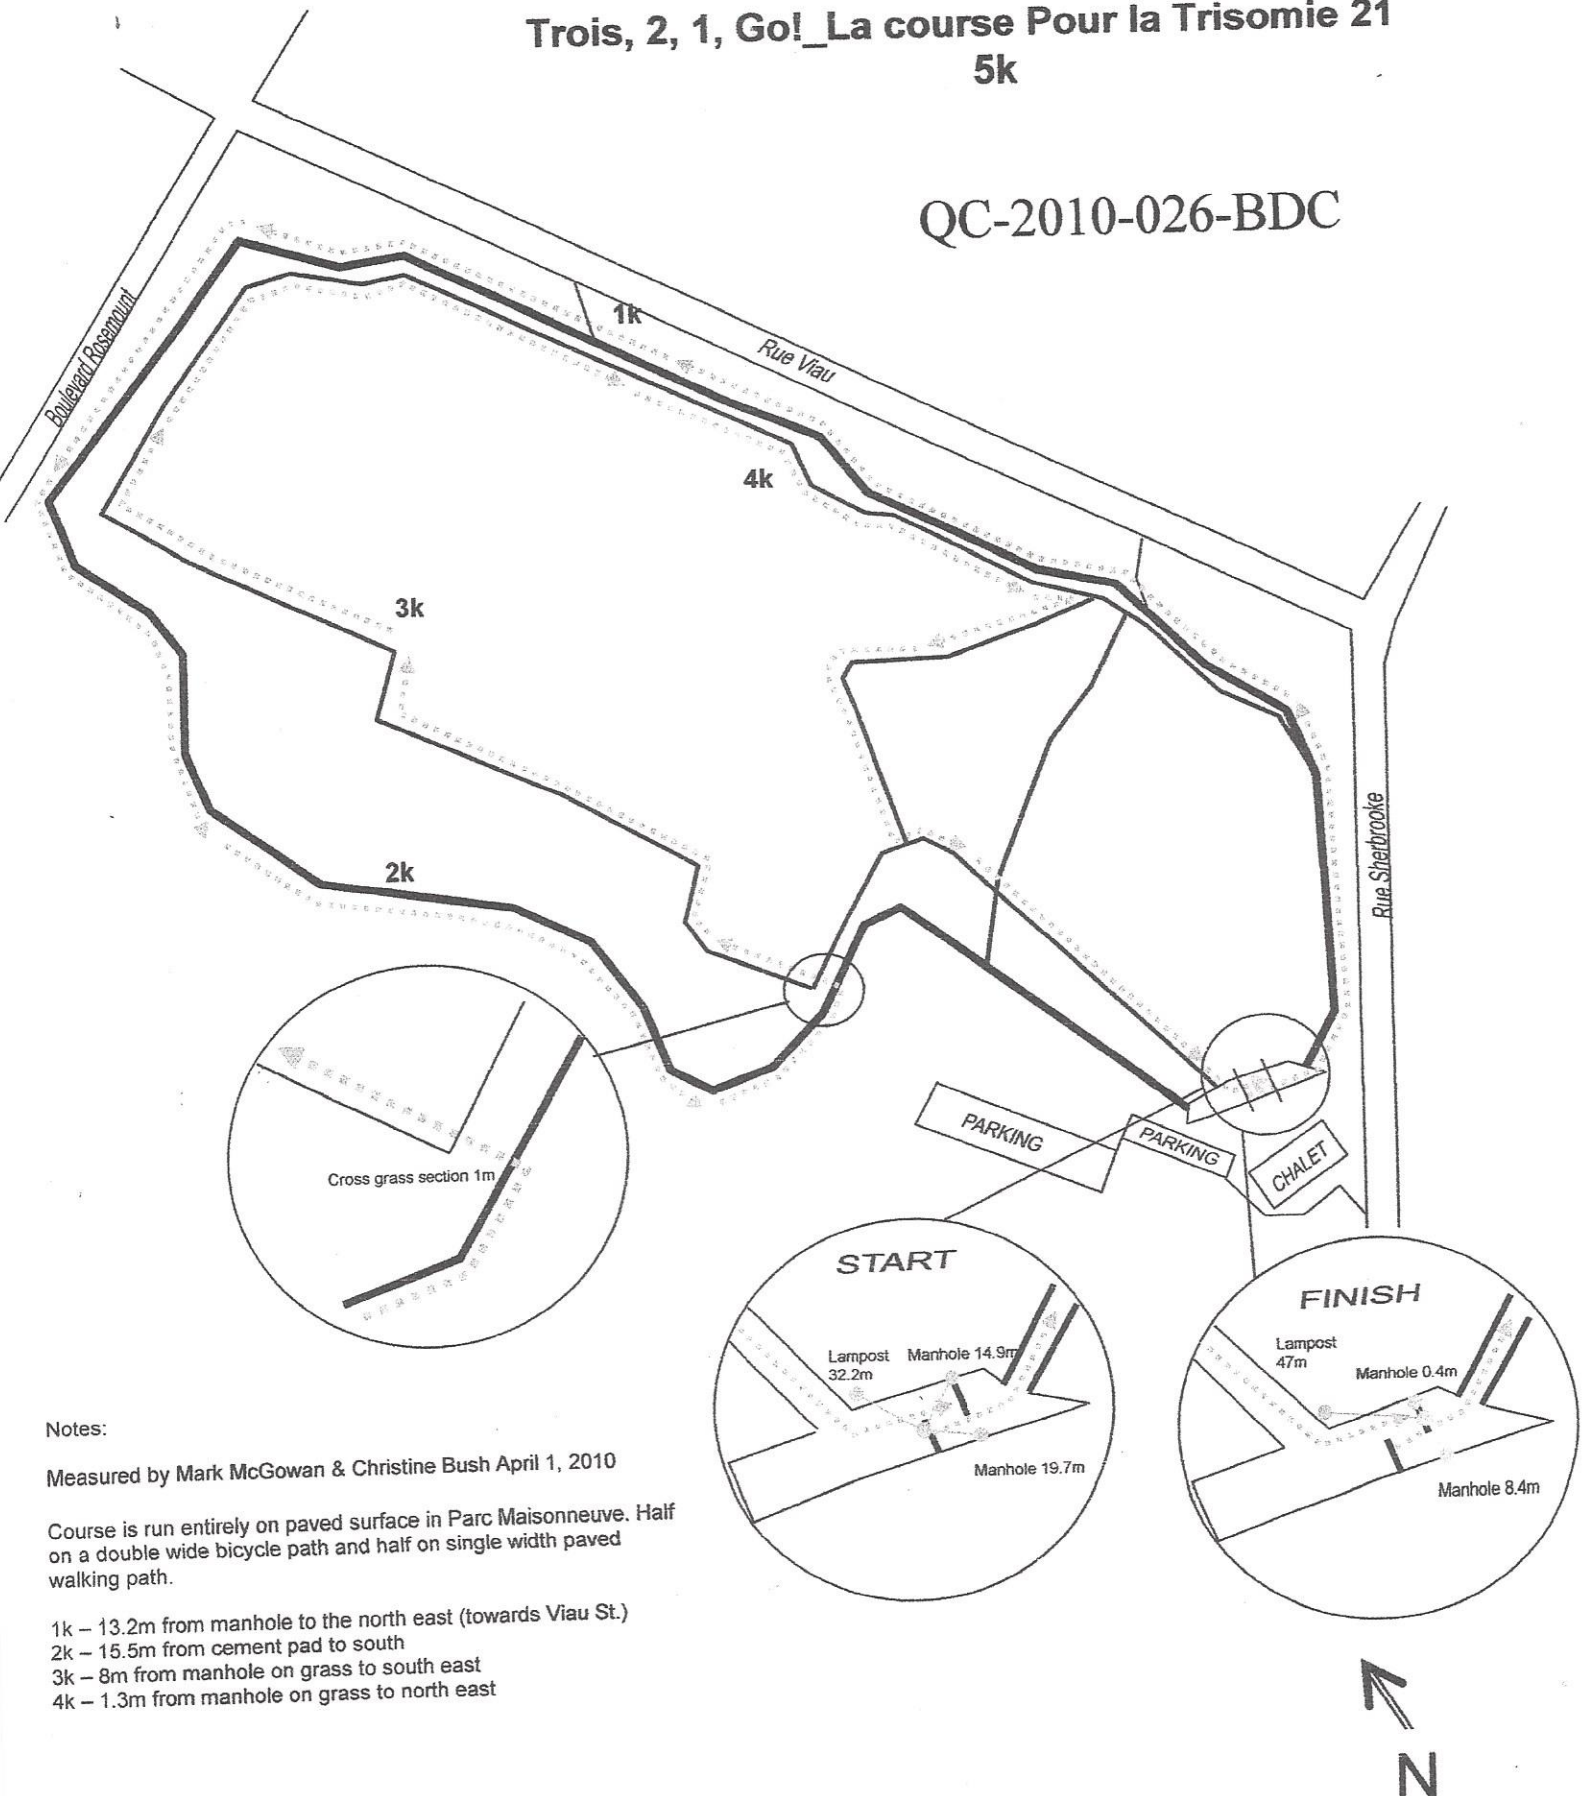 Trois, 2, 1, Go!_La course Pour la Trisomie 21
5k
QC-2010-026-BDC
Boulevard Rosemount
1k
Rue Viau
4k
3k
2k
Rue Sherbrooke
PARKING
PARKING
CHALET
Cross grass section 1m
START
Lampost
32.2m
Manhole 14.9m
Manhole 19.7m
FINISH
Lampost
47m
Manhole 0.4m
Manhole 8.4m
Notes:
Measured by Mark McGowan & Christine Bush April 1, 2010
Course is run entirely on paved surface in Parc Maisonneuve. Half
on a double wide bicycle path and half on single width paved
walking path.
1k – 13.2m from manhole to the north east (towards Viau St.)
2k – 15.5m from cement pad to south
3k – 8m from manhole on grass to south east
4k – 1.3m from manhole on grass to north east
N